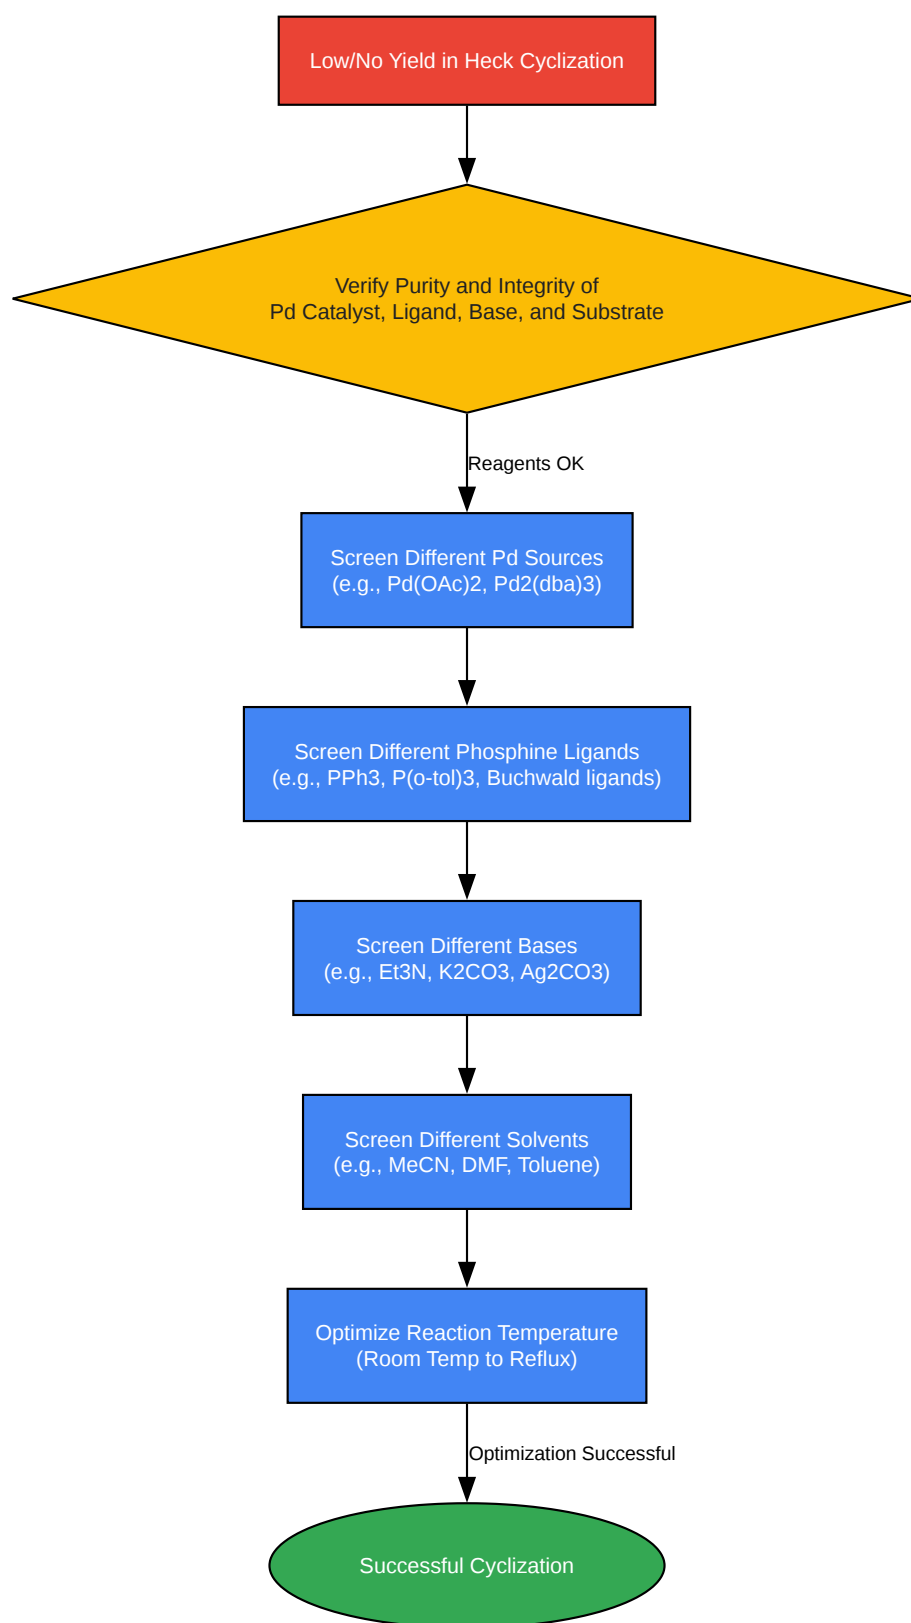 Low/No Yield in Heck Cyclization
Verify Purity and Integrity of
Pd Catalyst, Ligand, Base, and Substrate
Reagents OK
Screen Different Pd Sources
(e.g., Pd(OAc)2, Pd2(dba)3)
Screen Different Phosphine Ligands
(e.g., PPh3, P(o-tol)3, Buchwald ligands)
Screen Different Bases
(e.g., Et3N, K2CO3, Ag2CO3)
Screen Different Solvents
(e.g., MeCN, DMF, Toluene)
Optimize Reaction Temperature
(Room Temp to Reflux)
Optimization Successful
Successful Cyclization